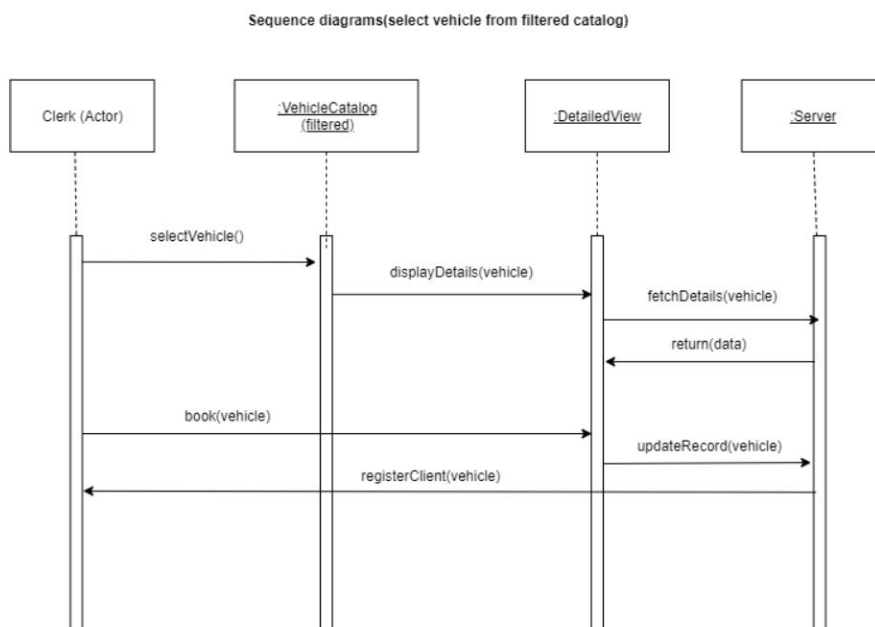 Sequence diagrams(select vehicle from filtered catalog)
Clerk (Actor)
:VehicleCatalog
(filtered)
:DetailedView
:Server
selectVehicle()
displayDetails(vehicle)
fetchDetails(vehicle)
return(data)
book(vehicle)
updateRecord(vehicle)
registerClient(vehicle)